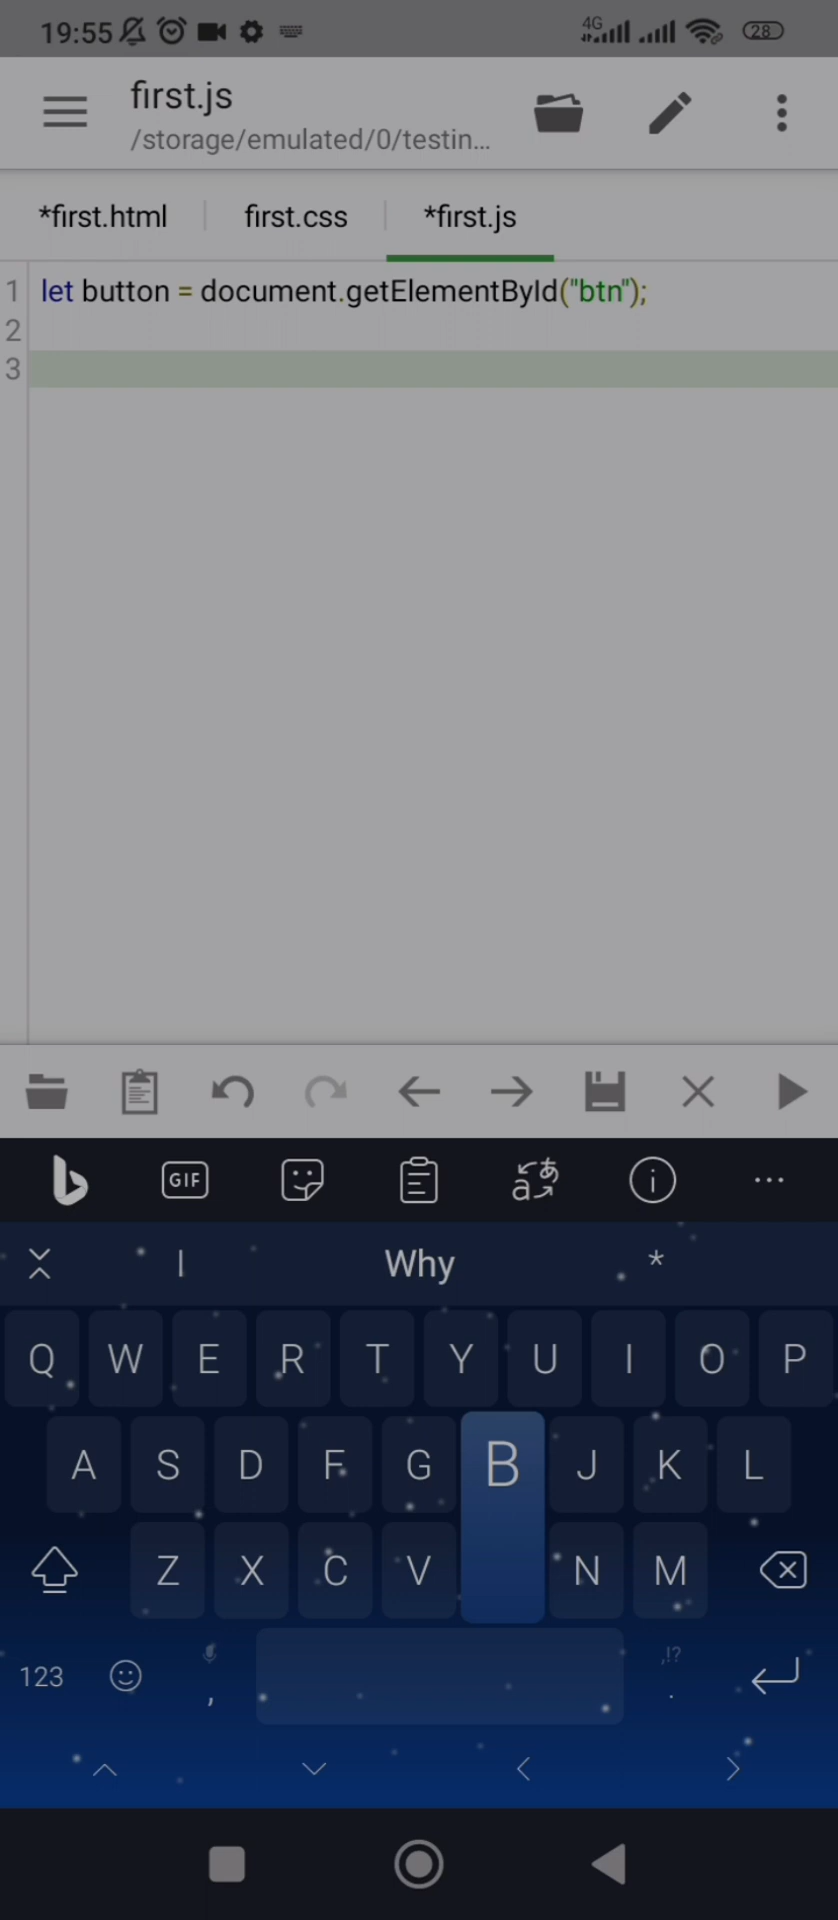 19:55 4G 28
first.js
/storage/emulated/0/testin...
*first.html first.css *first.js
1 let button = document.getElementById("btn");
2
3
GIF
I Why *
Q W E R T Y U I O P
A S D F G B J K L
Z X C V N M
123 , ,!? .